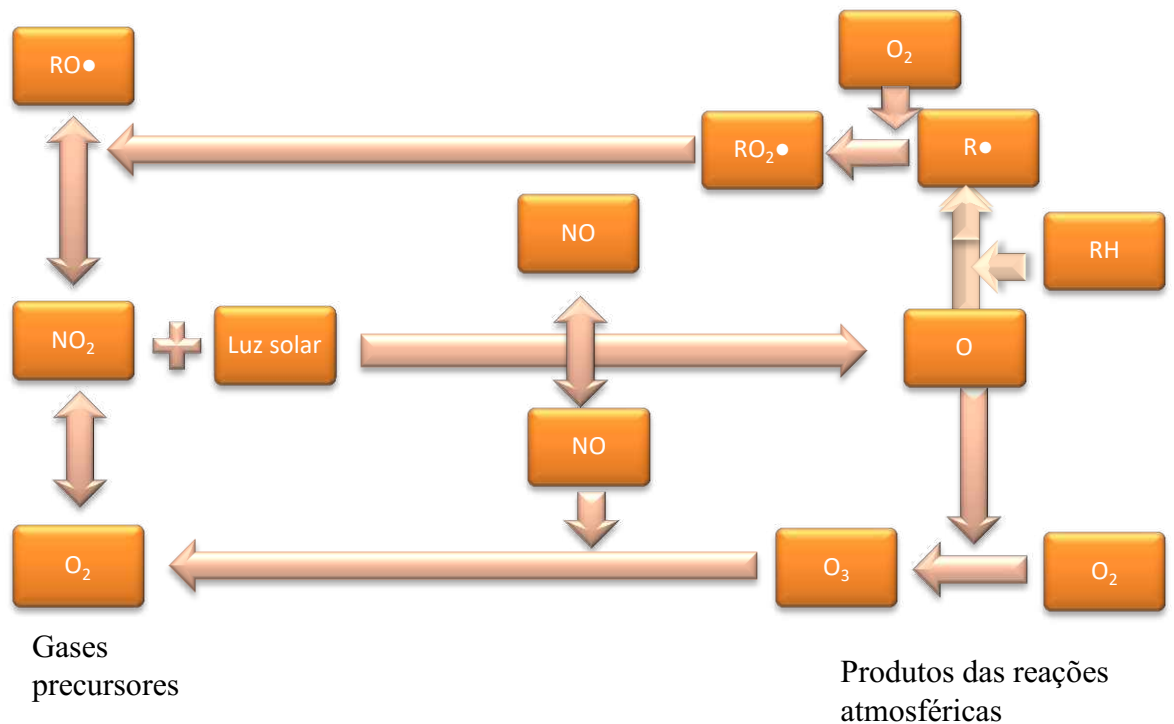 RO●
O₂
RO₂●
R●
NO
RH
NO₂
Luz solar
O
NO
O₂
O₃
O₂
Gases
precursores
Produtos das reações
atmosféricas